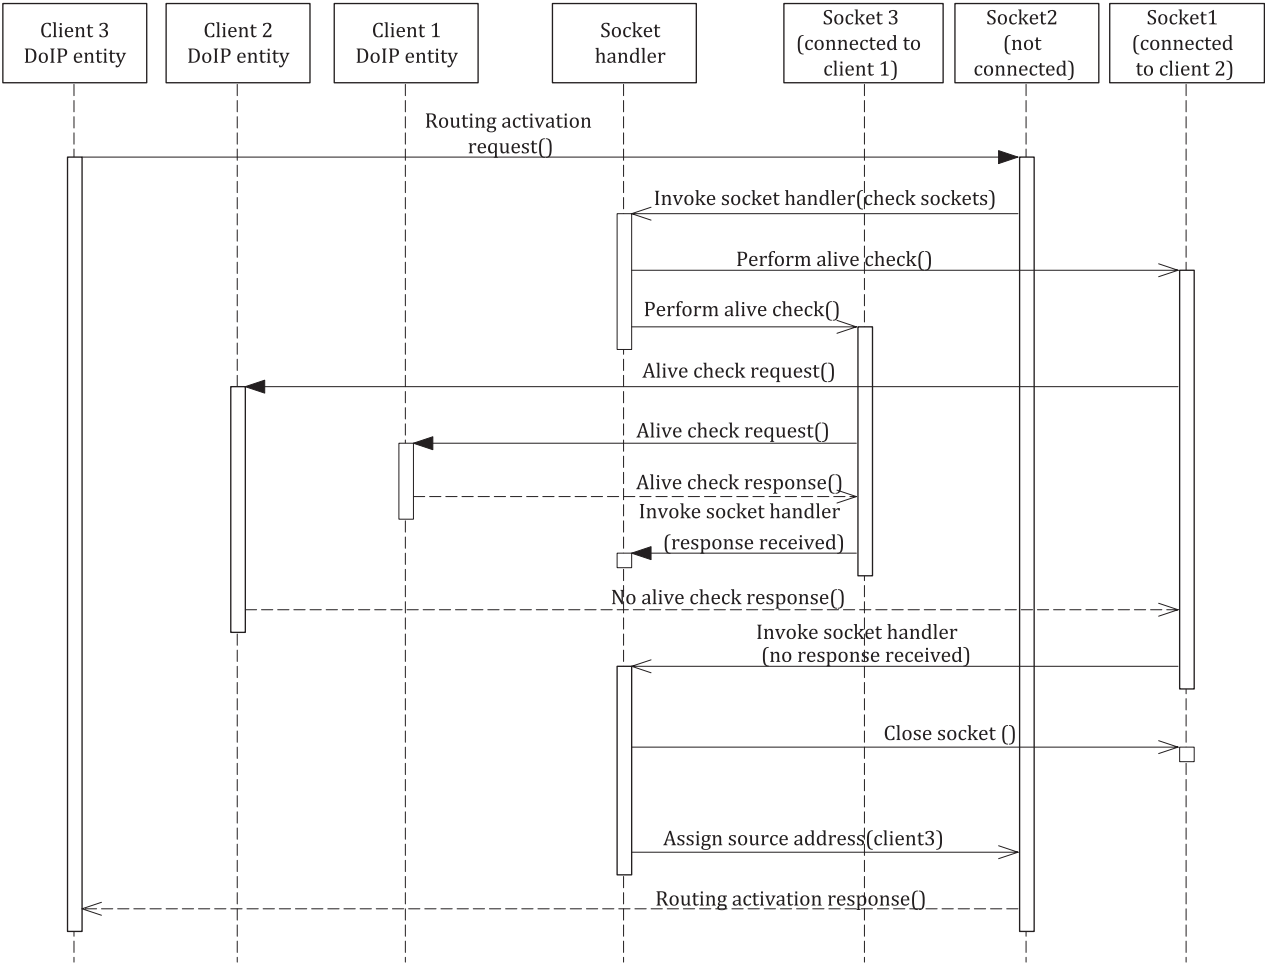 Client 3
DoIP entity
Client 2
DoIP entity
Client 1
DoIP entity
Socket
handler
Socket 3
(connected to
client 1)
Socket2
(not
connected)
Socket1
(connected
to client 2)
Routing activation
request()
Invoke socket handler(check sockets)
Perform alive check()
Perform alive check()
Alive check request()
Alive check request()
Alive check response()
Invoke socket handler
(response received)
No alive check response()
Invoke socket handler
(no response received)
Close socket ()
Assign source address(client3)
Routing activation response()